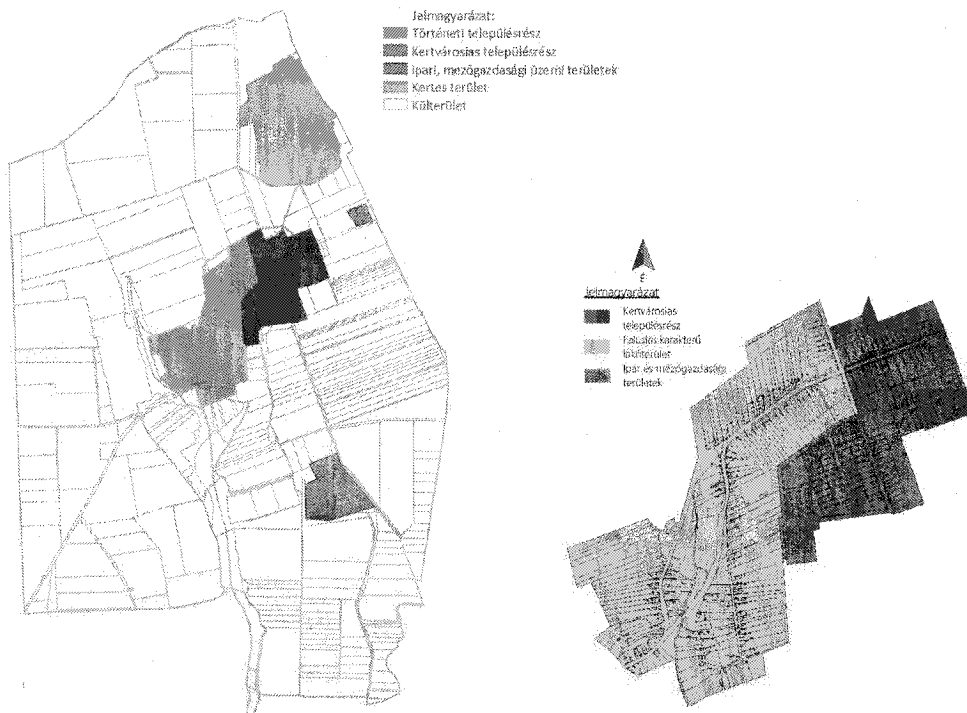 Jelmagyarázat:
Történeti településrész
Kertvárosias településrész
Ipari, mezőgazdasági üzemi területek
Kertes terület
Külterület
É
Jelmagyarázat
Kertvárosias
településrész
Falusias karakterű
lakóterület
Ipar és mezőgazdasági
területek